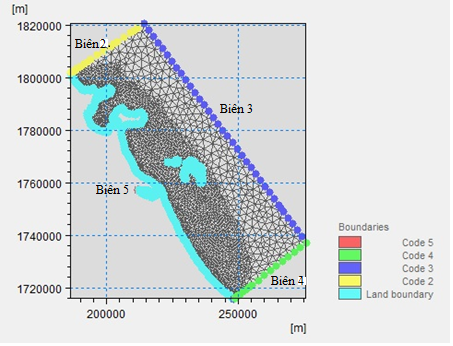 [m]
1820000
Biên2
1800000
Biên 3
1780000
1760000
Biên 5
1740000
Boundaries
Code 5
Code 4
Biên 4
Code 3
Code 2
1720000
Land boundary
200000
250000
[m]